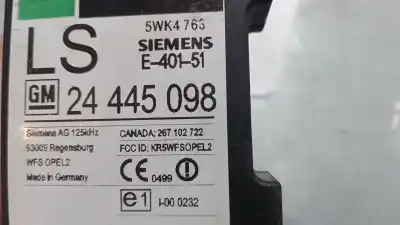 5WK4 763
LS SIEMENS
E-401-51
GM 24 445 098
Siemens AG 125kHz CANADA: 267 102 722
93009 Regensburg FCC ID: KR5WFSOPEL2
WFS OPEL2
Made in Germany CE 0499
e1 I-00 0232